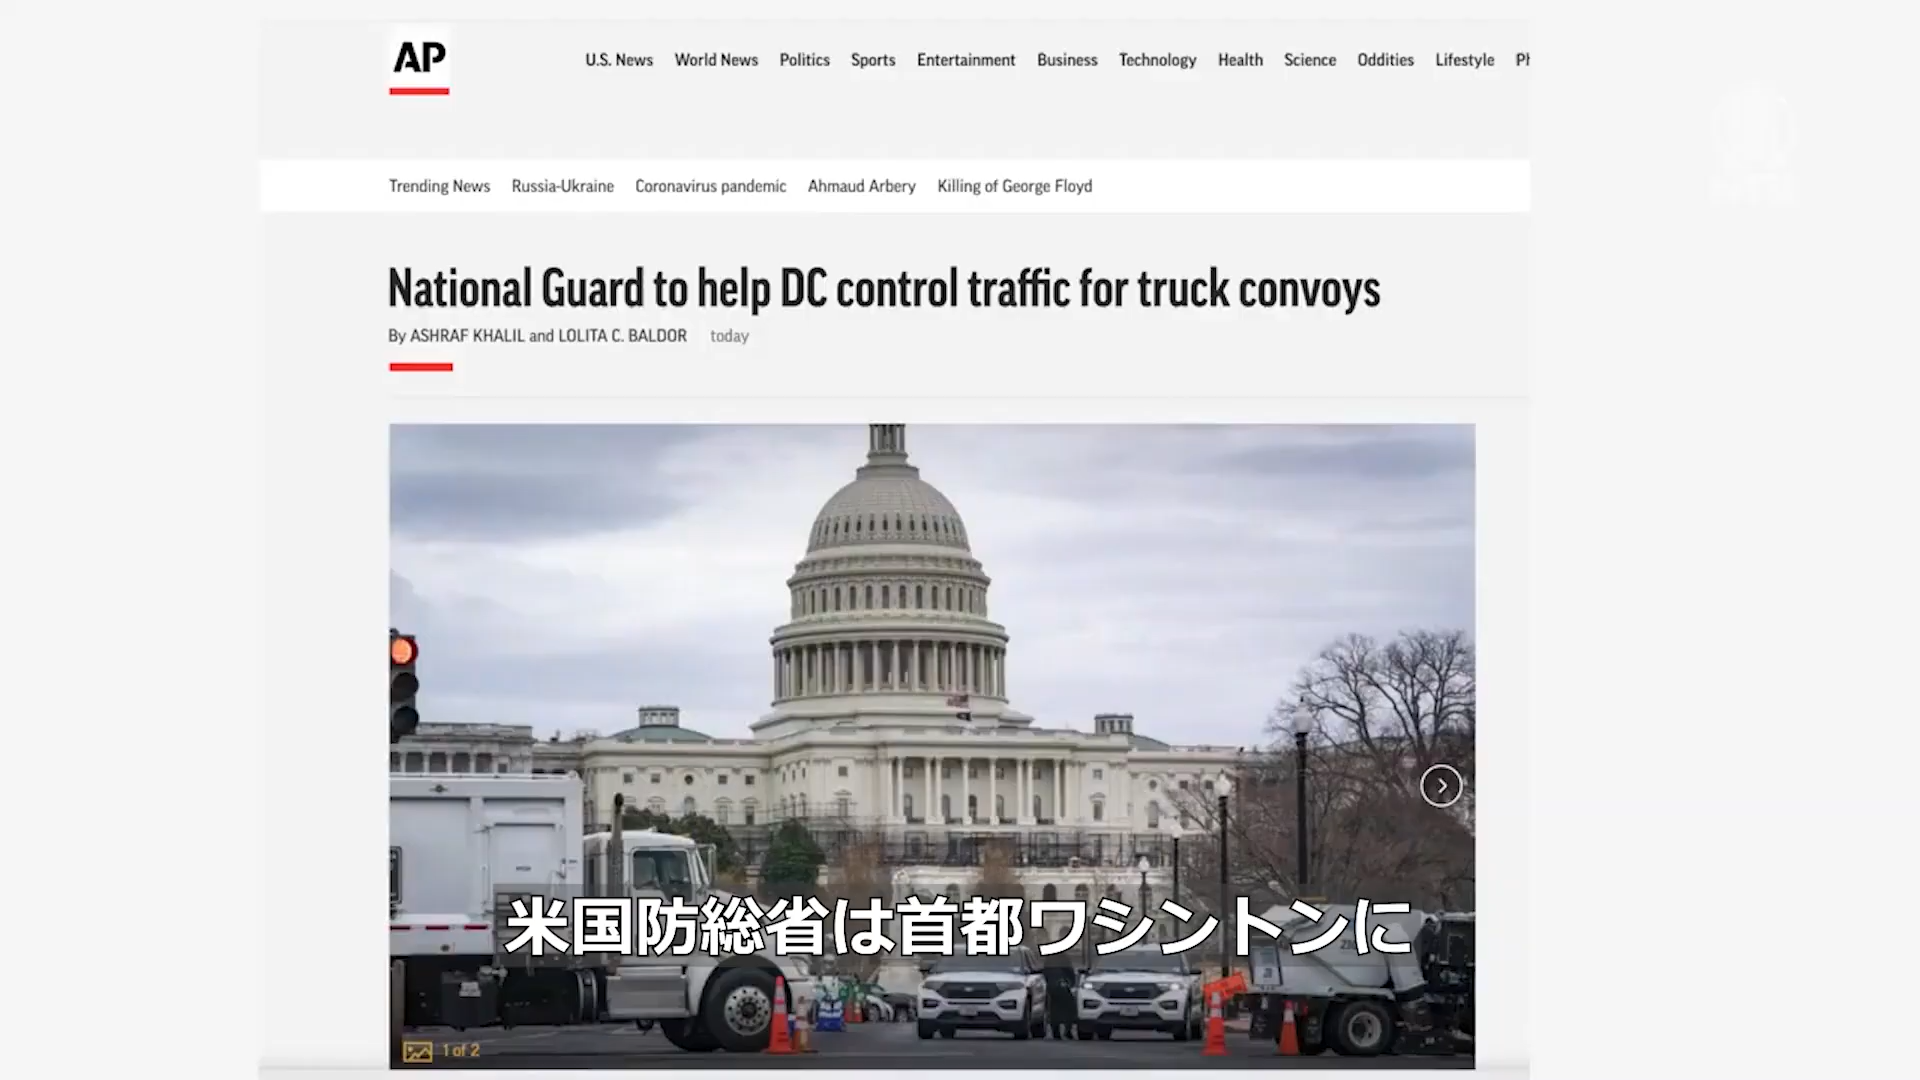 AP
U.S. News World News Politics Sports Entertainment Business Technology Health Science Oddities Lifestyle
Trending News Russia-Ukraine Coronavirus pandemic Ahmaud Arbery Killing of George Floyd
National Guard to help DC control traffic for truck convoys
By ASHRAF KHALIL and LOLITA C. BALDOR today
米国防総省は首都ワシントンに
1 of 2